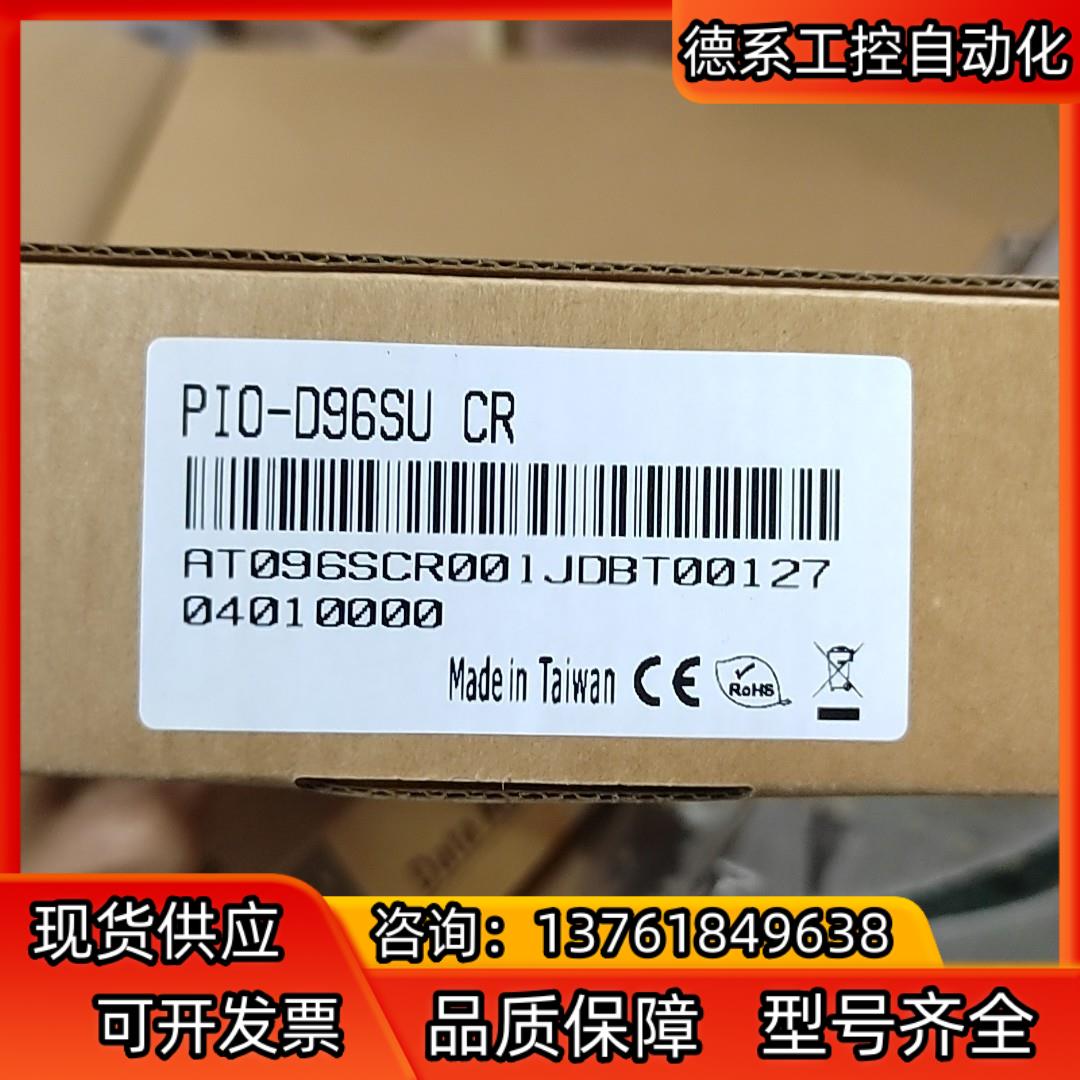 德系工控自动化
PIO-D96SU CR
AT096SCR001JDBT00127
04010000
Made in Taiwan CE RoHS
现货供应
咨询：13761849638
可开发票
品质保障
型号齐全